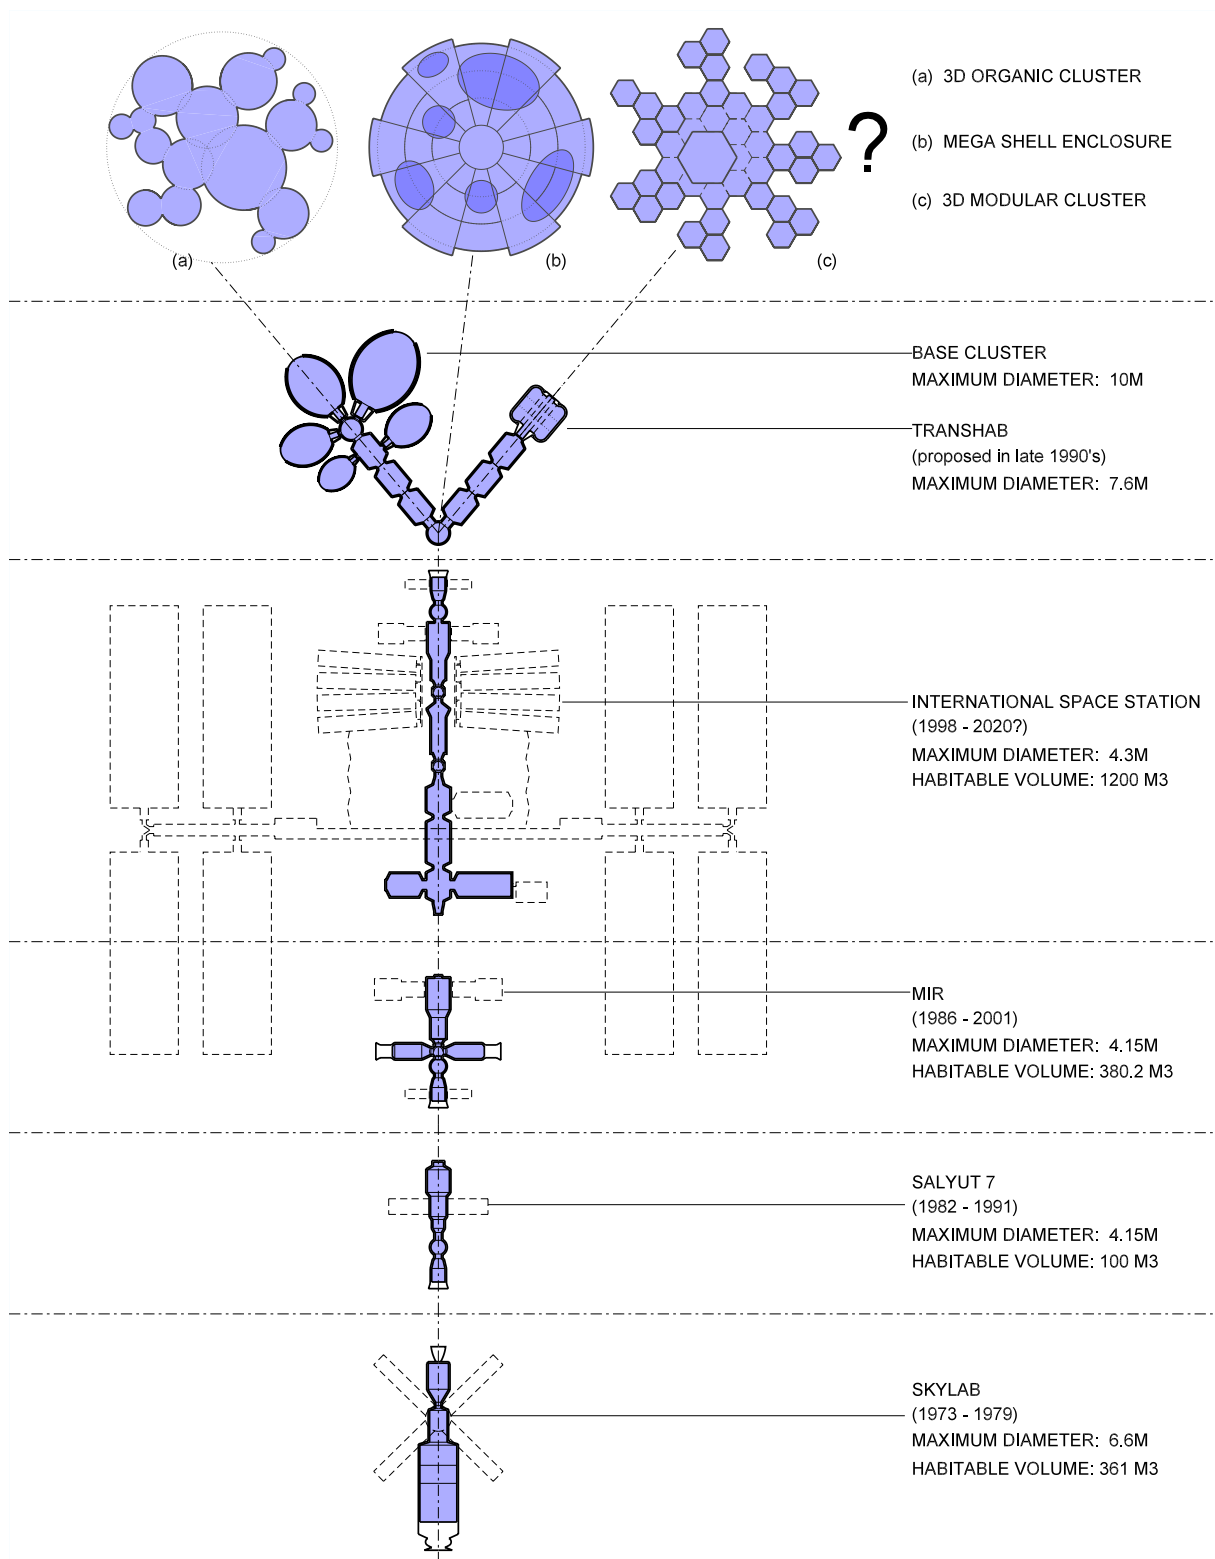 (a) 3D ORGANIC CLUSTER
(b) MEGA SHELL ENCLOSURE
(c) 3D MODULAR CLUSTER
?
(a)
(b)
(c)
BASE CLUSTER
MAXIMUM DIAMETER: 10M
TRANSHAB
(proposed in late 1990's)
MAXIMUM DIAMETER: 7.6M
INTERNATIONAL SPACE STATION
(1998 - 2020?)
MAXIMUM DIAMETER: 4.3M
HABITABLE VOLUME: 1200 M3
MIR
(1986 - 2001)
MAXIMUM DIAMETER: 4.15M
HABITABLE VOLUME: 380.2 M3
SALYUT 7
(1982 - 1991)
MAXIMUM DIAMETER: 4.15M
HABITABLE VOLUME: 100 M3
SKYLAB
(1973 - 1979)
MAXIMUM DIAMETER: 6.6M
HABITABLE VOLUME: 361 M3